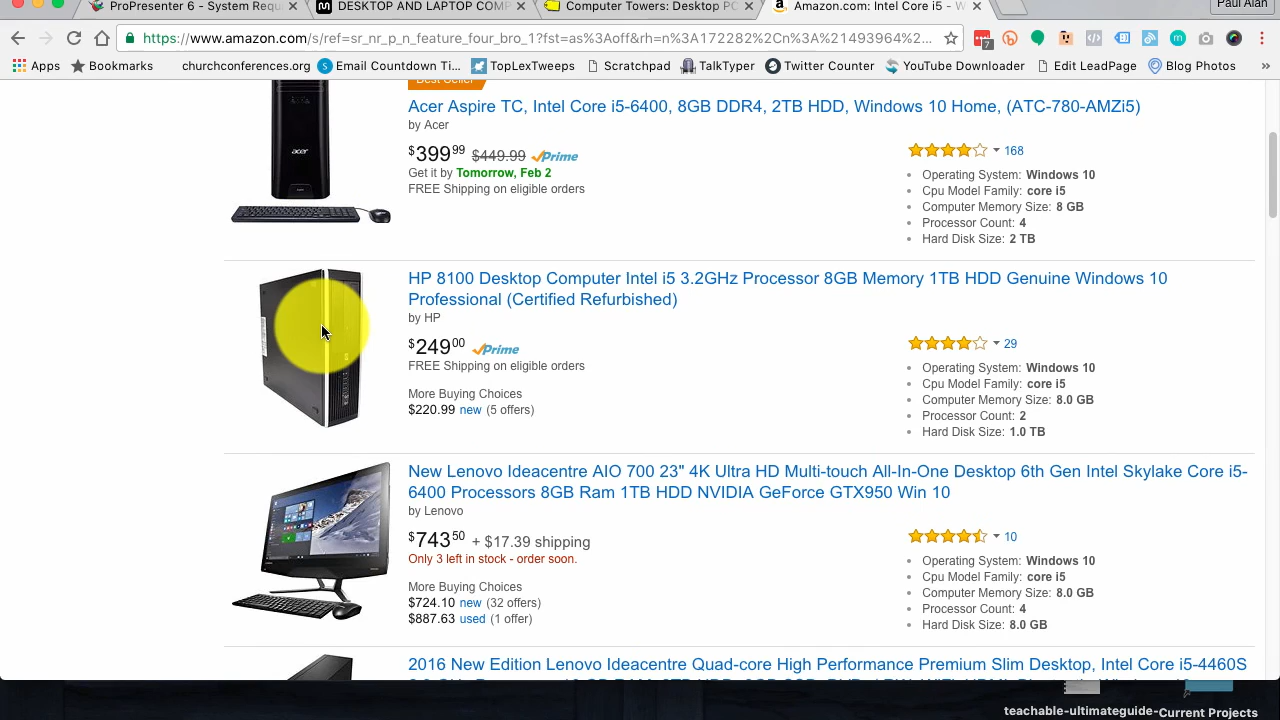 ProPresenter 6 - System Requ
DESKTOP AND LAPTOP COMP
Computer Towers: Desktop PC
Amazon.com: Intel Core i5 - W
Paul Alan
https://www.amazon.com/s/ref=sr_nr_p_n_feature_four_bro_1?fst=as%3Aoff&rh=n%3A172282%2Cn%3A%21493964%2...
7
Apps
Bookmarks
churchconferences.org
Email Countdown Ti...
TopLexTweeps
Scratchpad
TalkTyper
Twitter Counter
YouTube Downloader
Edit LeadPage
Blog Photos
»
Best Seller
Acer Aspire TC, Intel Core i5-6400, 8GB DDR4, 2TB HDD, Windows 10 Home, (ATC-780-AMZi5)
by Acer
$399 99 $449.99 Prime
Get it by Tomorrow, Feb 2
FREE Shipping on eligible orders
168
Operating System: Windows 10
Cpu Model Family: core i5
Computer Memory Size: 8 GB
Processor Count: 4
Hard Disk Size: 2 TB
acer
HP 8100 Desktop Computer Intel i5 3.2GHz Processor 8GB Memory 1TB HDD Genuine Windows 10
Professional (Certified Refurbished)
by HP
$249 00 Prime
FREE Shipping on eligible orders
More Buying Choices
$220.99 new (5 offers)
29
Operating System: Windows 10
Cpu Model Family: core i5
Computer Memory Size: 8.0 GB
Processor Count: 2
Hard Disk Size: 1.0 TB
New Lenovo Ideacentre AIO 700 23" 4K Ultra HD Multi-touch All-In-One Desktop 6th Gen Intel Skylake Core i5-
6400 Processors 8GB Ram 1TB HDD NVIDIA GeForce GTX950 Win 10
by Lenovo
$743 50 + $17.39 shipping
Only 3 left in stock - order soon.
More Buying Choices
$724.10 new (32 offers)
$887.63 used (1 offer)
10
Operating System: Windows 10
Cpu Model Family: core i5
Computer Memory Size: 8.0 GB
Processor Count: 4
Hard Disk Size: 8.0 GB
2016 New Edition Lenovo Ideacentre Quad-core High Performance Premium Slim Desktop, Intel Core i5-4460S
teachable-ultimateguide-
Current Projects